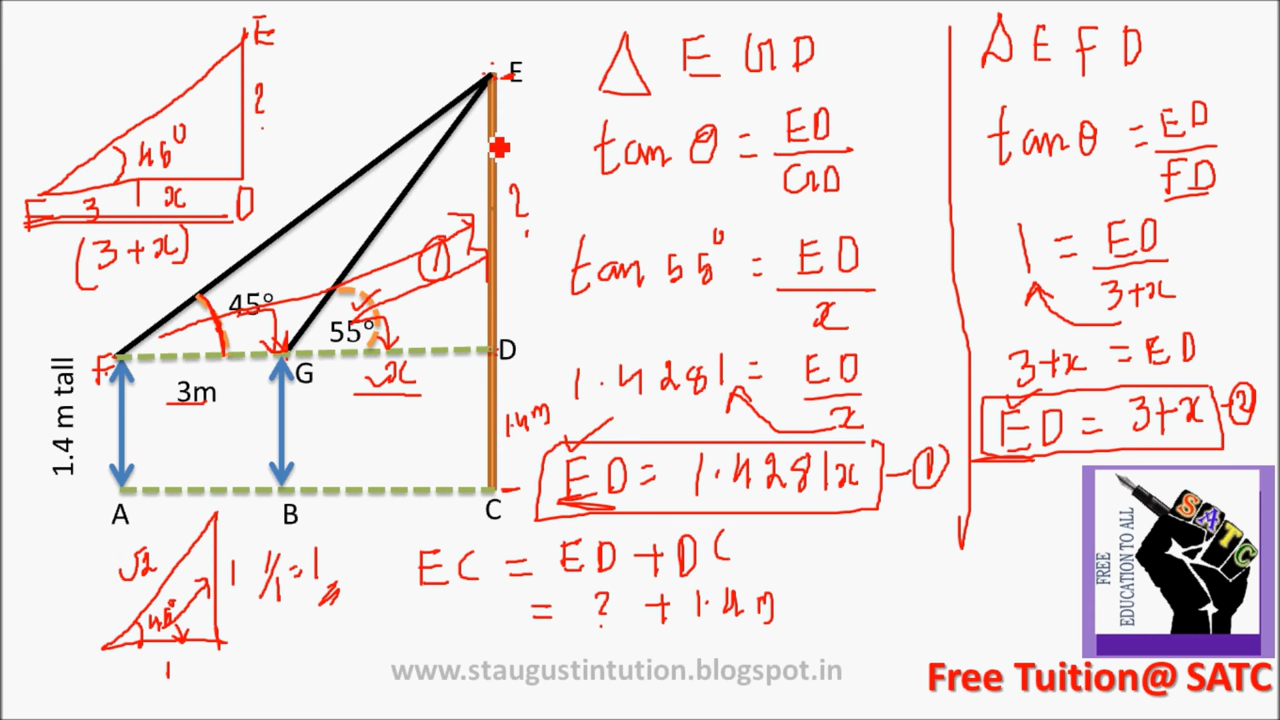 E
?
45°
3 x
D
(3+x)
E
?
45°
55°
1
F
G
D
3m
x
1.4 m tall
1.4m
A
B
C
√2
1 1/1=1
45°
1
Δ EGD
tan θ = ED/GD
tan 55° = ED/x
1.4281 = ED/x
ED = 1.4281x -①
EC = ED + DC
= ? + 1.4m
Δ EFD
tan θ = ED/FD
1 = ED/3+x
3+x = ED
ED = 3+x -②
FREE
EDUCATION TO ALL
SATC
www.staugustintution.blogspot.in
Free Tuition@ SATC